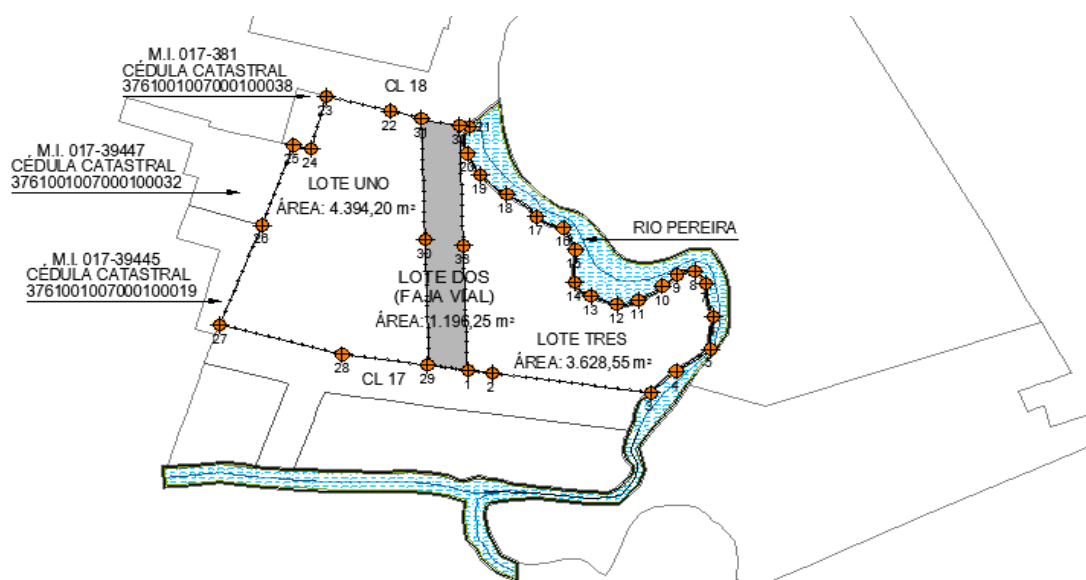 M.I. 017-381
CÉDULA CATASTRAL
3761001007000100038
23
CL 18
22
31
21
25
24
20
19
M.I. 017-39447
CÉDULA CATASTRAL
3761001007000100032
LOTE UNO
ÁREA: 4.394,20 m²
18
17
16
RIO PEREIRA
26
30
33
15
M.I. 017-39445
CÉDULA CATASTRAL
3761001007000100019
LOTE DOS
(FAJA VIAL)
ÁREA: 1.196,25 m²
14
13
12
11
10
9
8
7
27
LOTE TRES
ÁREA: 3.628,55 m²
5
28
CL 17
29
1
2
4
3